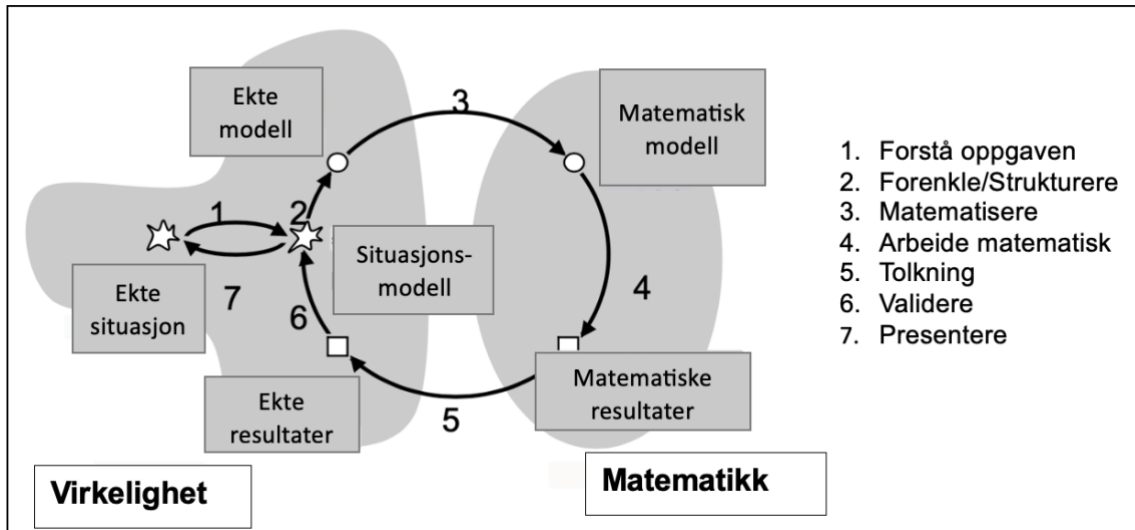 Ekte
modell
3
Matematisk
modell
1
2
Situasjons-
modell
Ekte
situasjon
7
6
4
Ekte
resultater
5
Matematiske
resultater
Virkelighet
Matematikk
1. Forstå oppgaven
2. Forenkle/Strukturere
3. Matematisere
4. Arbeide matematisk
5. Tolkning
6. Validere
7. Presentere